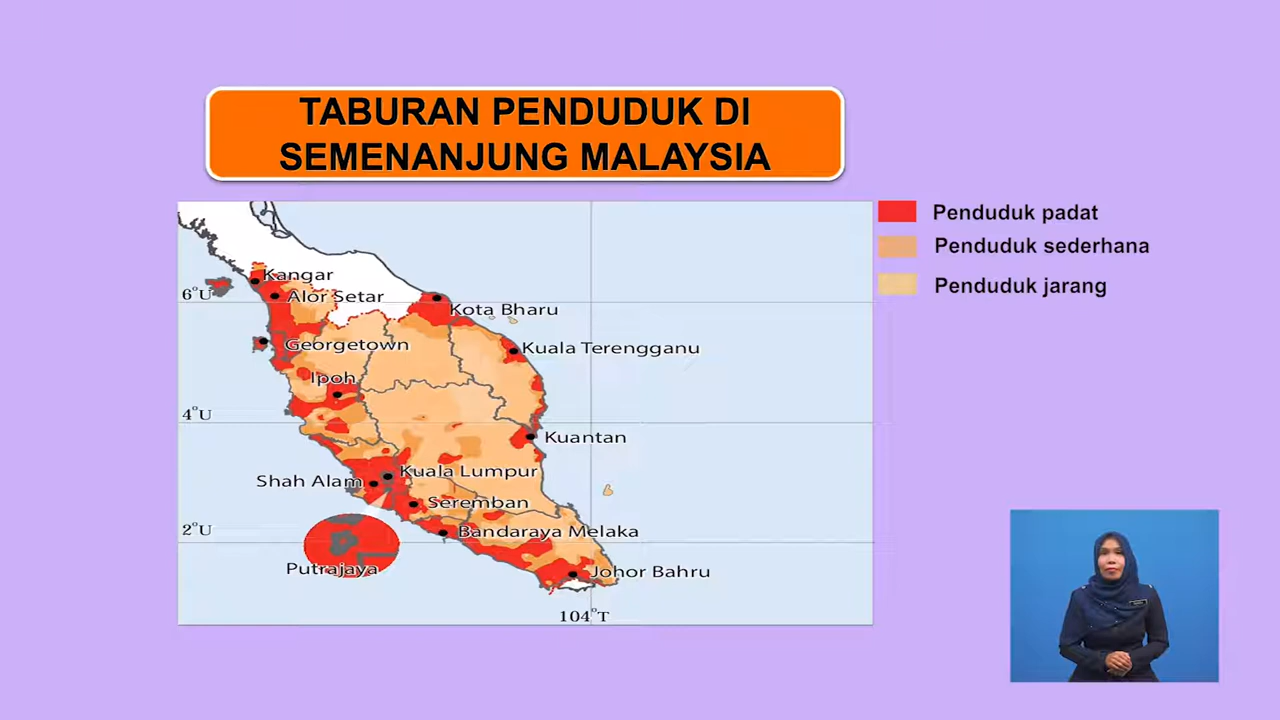 TABURAN PENDUDUK DI
SEMENANJUNG MALAYSIA
Penduduk padat
Penduduk sederhana
Penduduk jarang
Kangar
6°U
Alor Setar
Kota Bharu
Georgetown
Kuala Terengganu
Ipoh
4°U
Kuantan
Kuala Lumpur
Shah Alam
Seremban
2°U
Bandaraya Melaka
Putrajaya
Johor Bahru
104°T